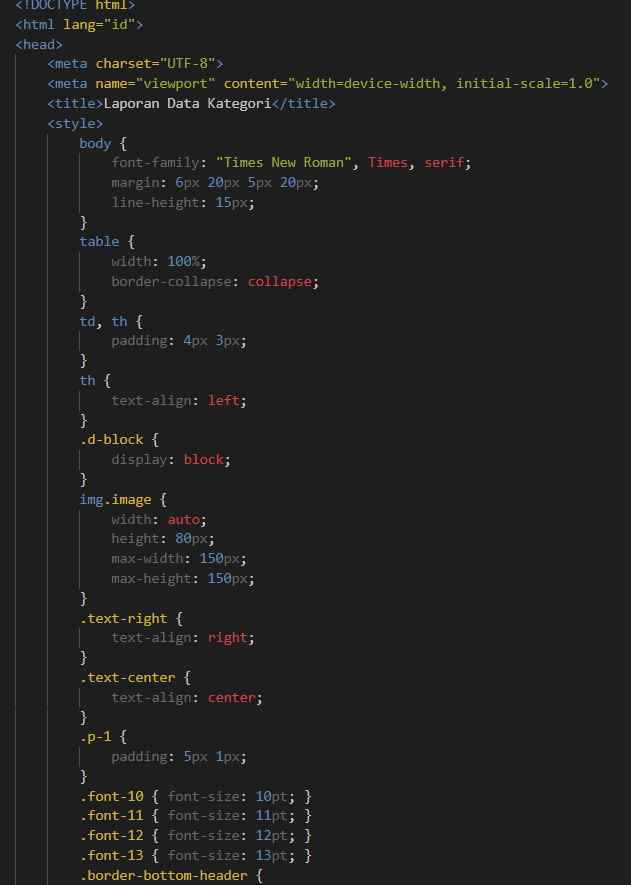 <!DOCTYPE html>
<html lang="id">
<head>
    <meta charset="UTF-8">
    <meta name="viewport" content="width=device-width, initial-scale=1.0">
    <title>Laporan Data Kategori</title>
    <style>
        body {
            font-family: "Times New Roman", Times, serif;
            margin: 6px 20px 5px 20px;
            line-height: 15px;
        }
        table {
            width: 100%;
            border-collapse: collapse;
        }
        td, th {
            padding: 4px 3px;
        }
        th {
            text-align: left;
        }
        .d-block {
            display: block;
        }
        img.image {
            width: auto;
            height: 80px;
            max-width: 150px;
            max-height: 150px;
        }
        .text-right {
            text-align: right;
        }
        .text-center {
            text-align: center;
        }
        .p-1 {
            padding: 5px 1px;
        }
        .font-10 { font-size: 10pt; }
        .font-11 { font-size: 11pt; }
        .font-12 { font-size: 12pt; }
        .font-13 { font-size: 13pt; }
        .border-bottom-header {